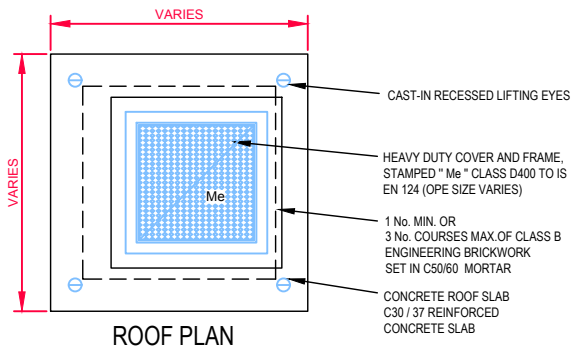 VARIES
VARIES
CAST-IN RECESSED LIFTING EYES
HEAVY DUTY COVER AND FRAME,
STAMPED " Me " CLASS D400 TO IS
EN 124 (OPE SIZE VARIES)
Me
1 No. MIN. OR
3 No. COURSES MAX.OF CLASS B
ENGINEERING BRICKWORK
SET IN C50/60 MORTAR
CONCRETE ROOF SLAB
C30 / 37 REINFORCED
CONCRETE SLAB
ROOF PLAN